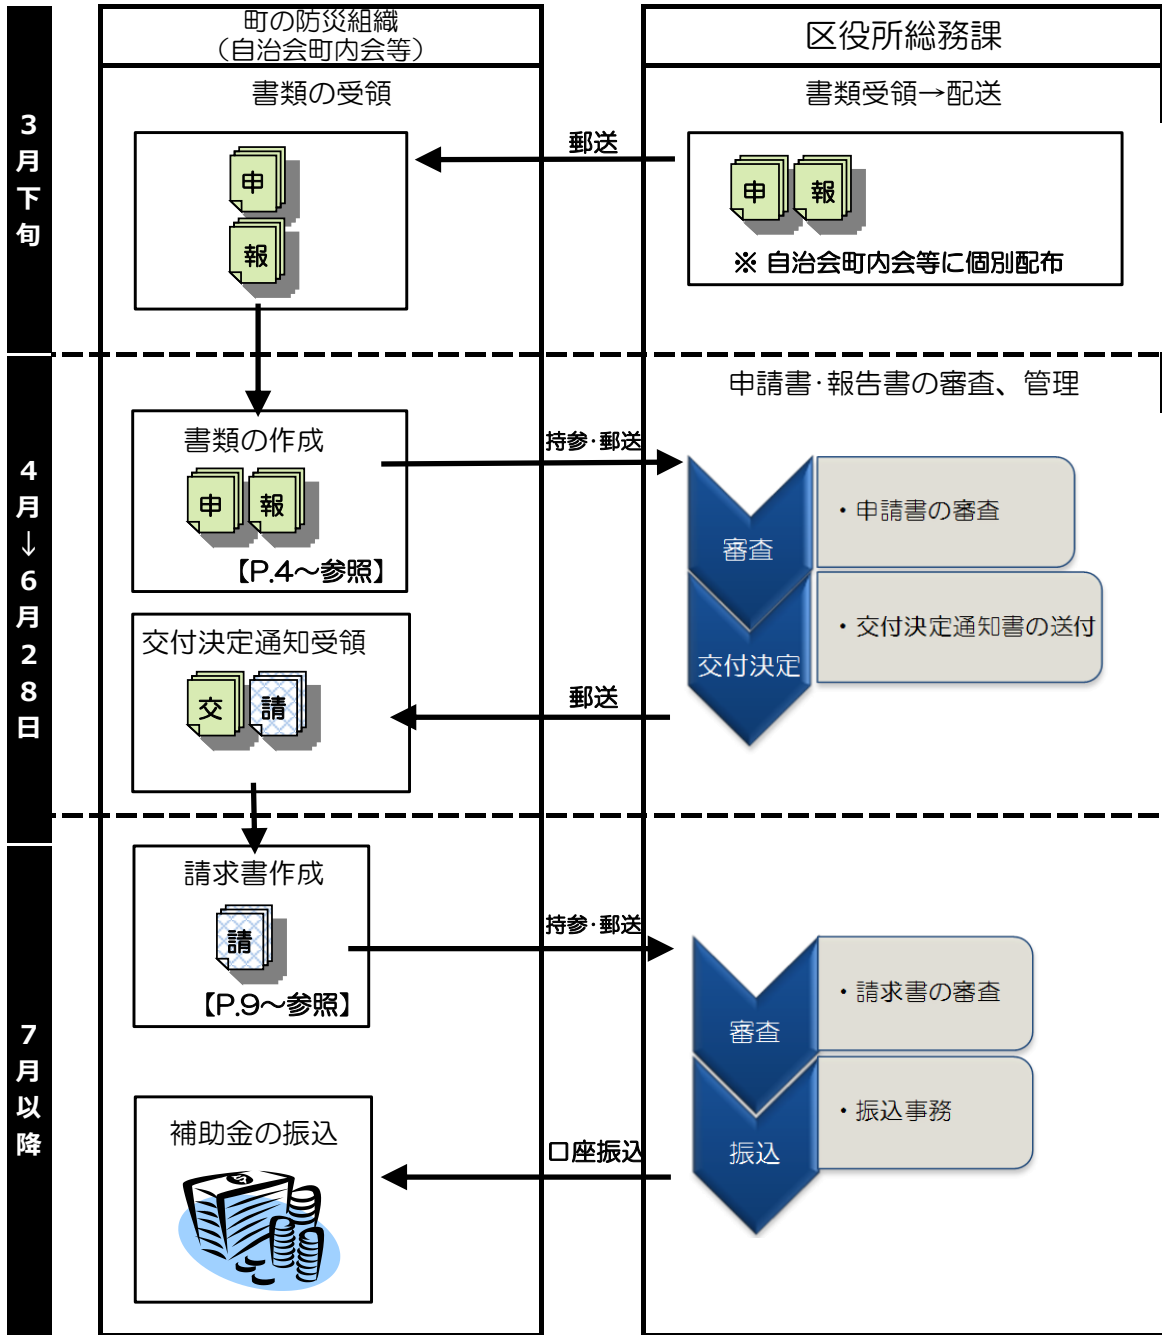 町の防災組織
（自治会町内会等）
区役所総務課
3月下旬
書類の受領
書類受領→配送
申
報
郵送
申
報
※ 自治会町内会等に個別配布
4月→6月28日
申請書・報告書の審査、管理
書類の作成
申
報
【P.4～参照】
持参・郵送
審査
・申請書の審査
交付決定
・交付決定通知書の送付
交付決定通知受領
交
請
郵送
7月以降
請求書作成
請
【P.9～参照】
持参・郵送
審査
・請求書の審査
振込
・振込事務
補助金の振込
口座振込